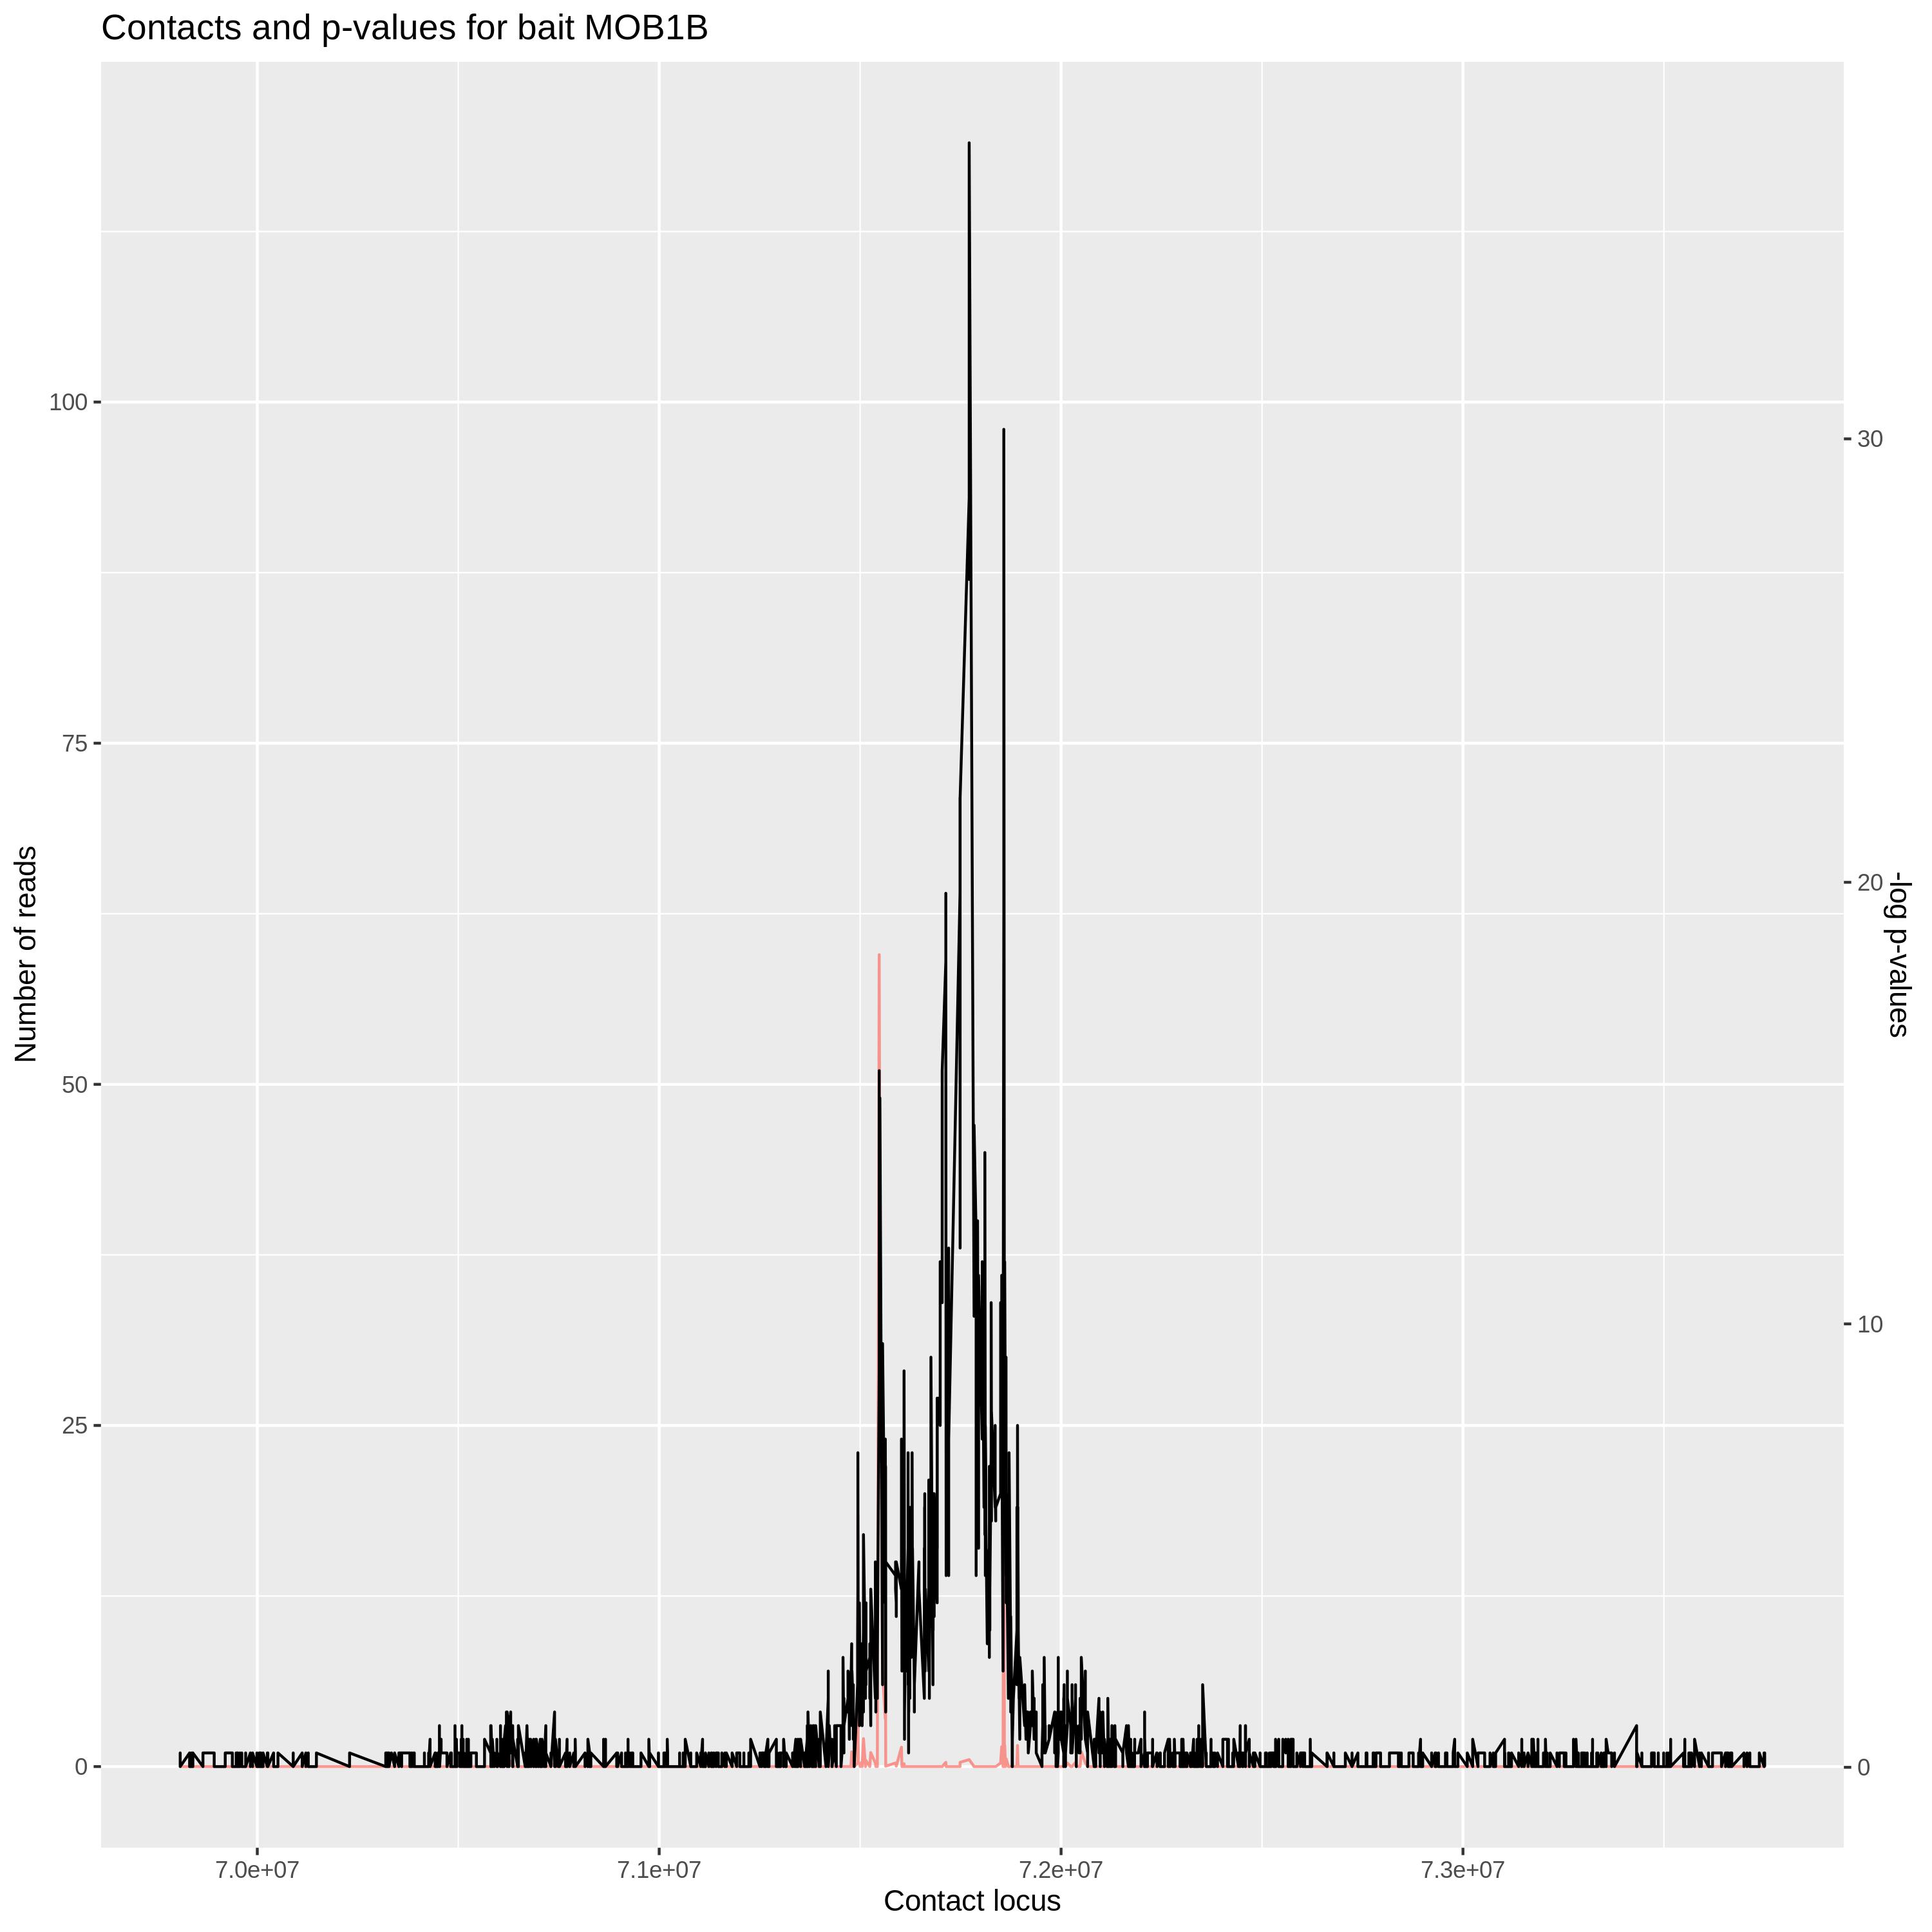 Contacts and p-values for bait MOB1B
100
75
50
25
0
Number of reads
30
20
10
0
-log p-values
7.0e+07 7.1e+07 7.2e+07 7.3e+07
Contact locus